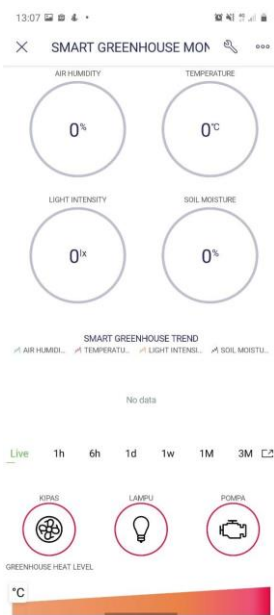 13:07
SMART GREENHOUSE MON
AIR HUMIDITY TEMPERATURE
0% 0°C
LIGHT INTENSITY SOIL MOISTURE
0lx 0%
SMART GREENHOUSE TREND
AIR HUMIDI... TEMPERATU... LIGHT INTENSI... SOIL MOISTU...
No data
Live 1h 6h 1d 1w 1M 3M
KIPAS LAMPU POMPA
GREENHOUSE HEAT LEVEL
°C